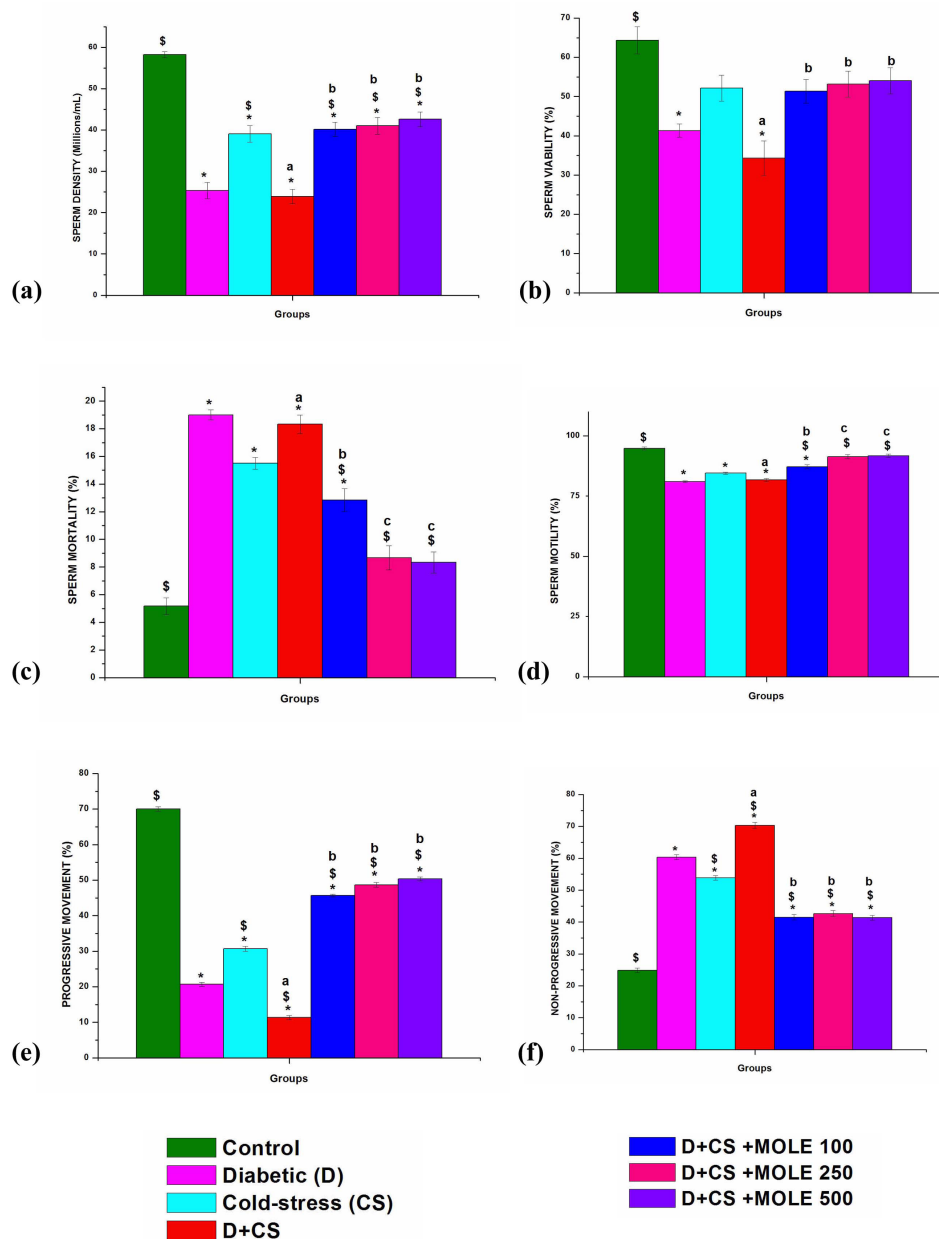 (a)
SPERM DENSITY (Miilions/mL)
60
50
40
30
20
10
0
$
*
$
*
a
*
b
$
*
b
$
*
b
$
*
Groups
(b)
SPERM VIABILITY (%)
70
60
50
40
30
20
10
0
$
*
a
*
b
b
b
Groups
(c)
SPERM MORTALITY (%)
20
18
16
14
12
10
8
6
4
2
0
$
*
*
a
*
b
$
*
c
$
c
$
Groups
(d)
SPERM MOTILITY (%)
100
75
50
25
0
$
*
*
a
*
b
$
*
c
$
c
$
Groups
(e)
PROGRESSIVE MOVEMENT (%)
80
70
60
50
40
30
20
10
0
$
*
$
*
a
$
*
b
$
*
b
$
*
b
$
*
Groups
(f)
NON-PROGRESSIVE MOVEMENT (%)
80
70
60
50
40
30
20
10
0
$
*
$
*
a
$
*
b
$
*
b
$
*
b
$
*
Groups
Control
Diabetic (D)
Cold-stress (CS)
D+CS
D+CS +MOLE 100
D+CS +MOLE 250
D+CS +MOLE 500